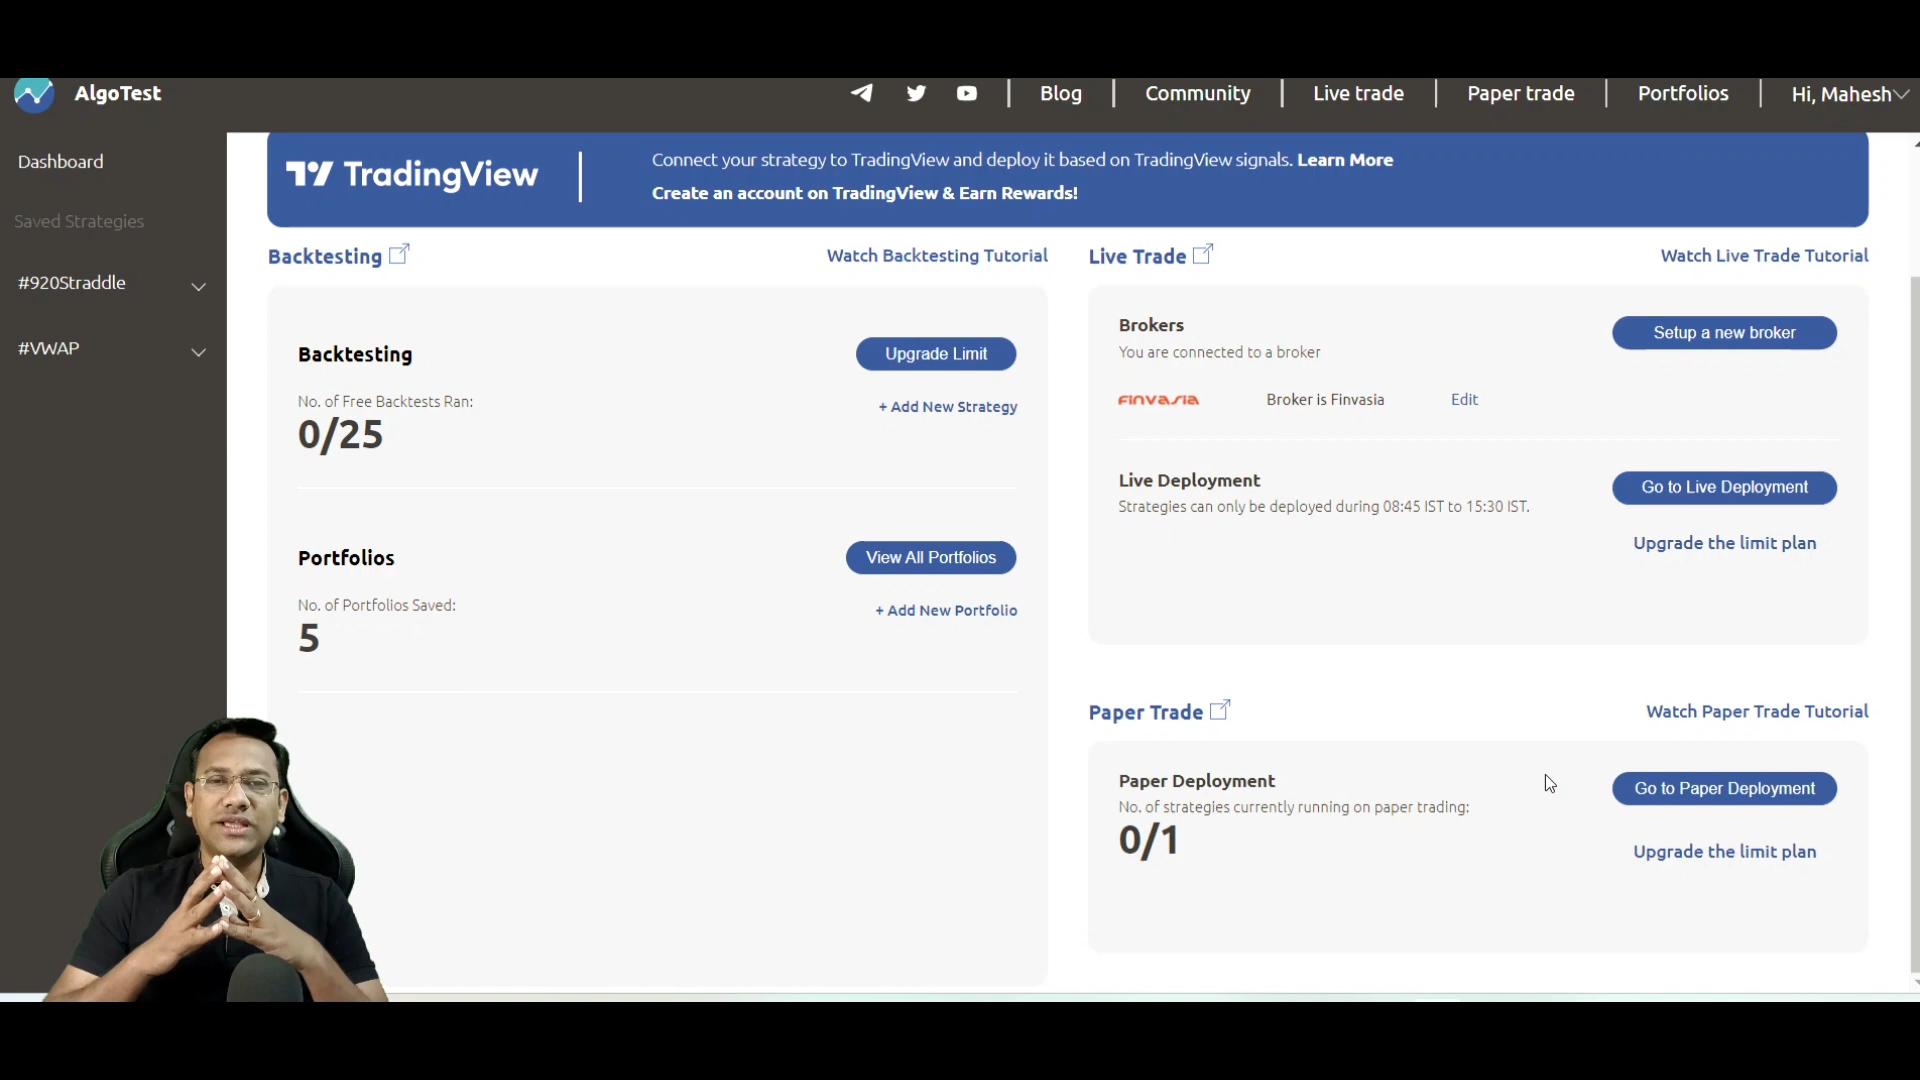 AlgoTest
Blog
Community
Live trade
Paper trade
Portfolios
Hi, Mahesh
Dashboard
Saved Strategies
#920Straddle
#VWAP
TradingView
Connect your strategy to TradingView and deploy it based on TradingView signals. Learn More
Create an account on TradingView & Earn Rewards!
Backtesting
Watch Backtesting Tutorial
Backtesting
Upgrade Limit
No. of Free Backtests Ran:
+ Add New Strategy
0/25
Portfolios
View All Portfolios
No. of Portfolios Saved:
+ Add New Portfolio
5
Live Trade
Watch Live Trade Tutorial
Brokers
Setup a new broker
You are connected to a broker
FINVASIA
Broker is Finvasia
Edit
Live Deployment
Go to Live Deployment
Strategies can only be deployed during 08:45 IST to 15:30 IST.
Upgrade the limit plan
Paper Trade
Watch Paper Trade Tutorial
Paper Deployment
Go to Paper Deployment
No. of strategies currently running on paper trading:
0/1
Upgrade the limit plan